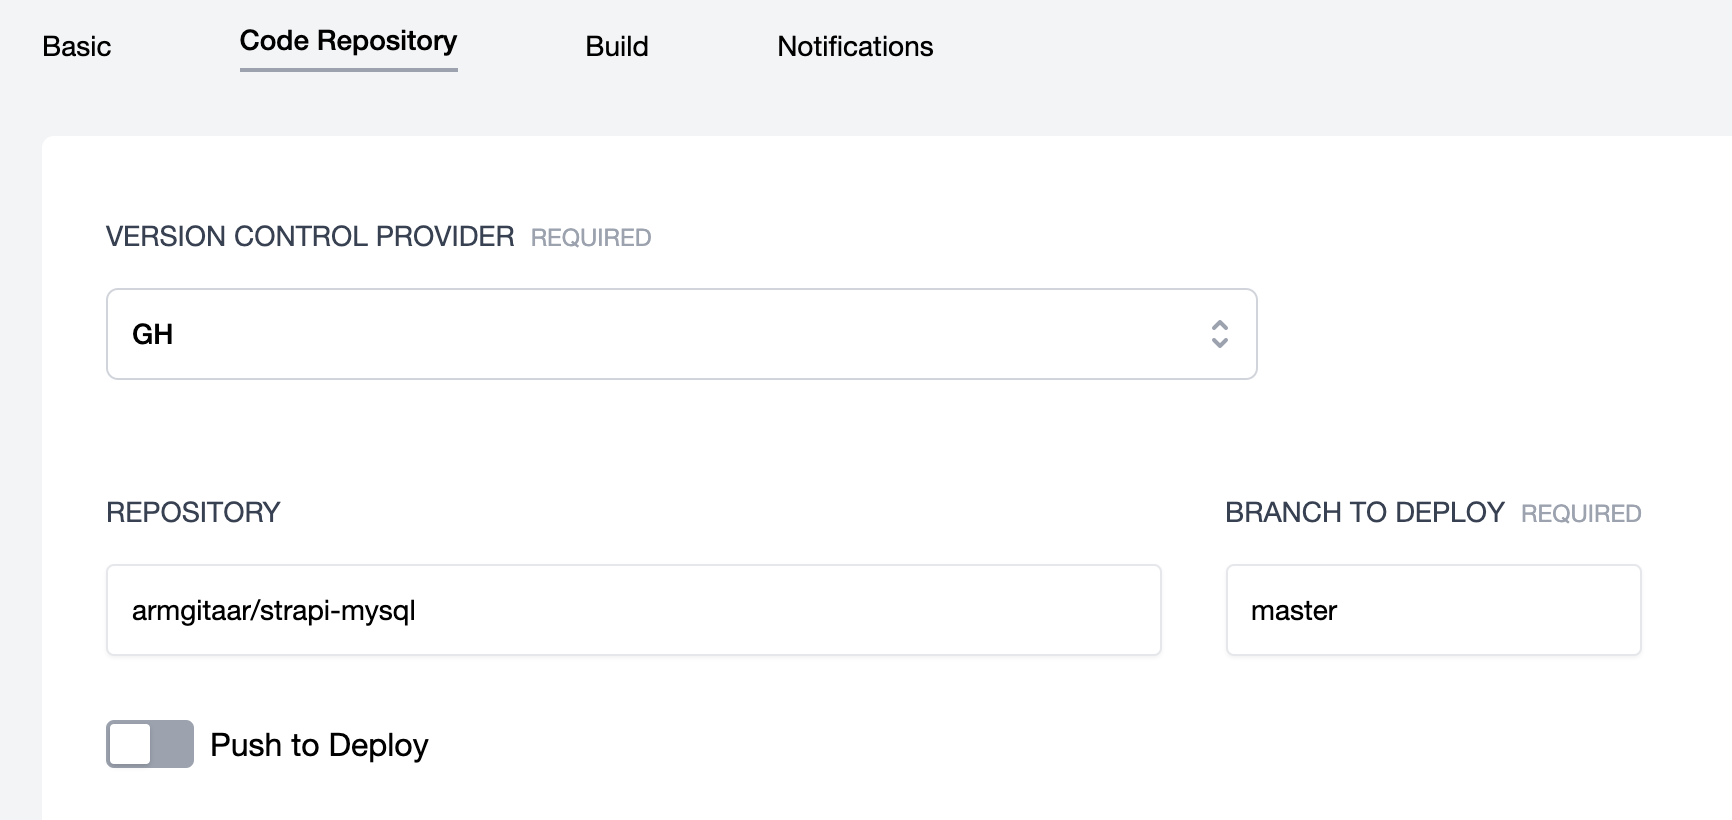 Basic Code Repository Build Notifications
VERSION CONTROL PROVIDER REQUIRED
GH
REPOSITORY BRANCH TO DEPLOY REQUIRED
armgitaar/strapi-mysql master
Push to Deploy